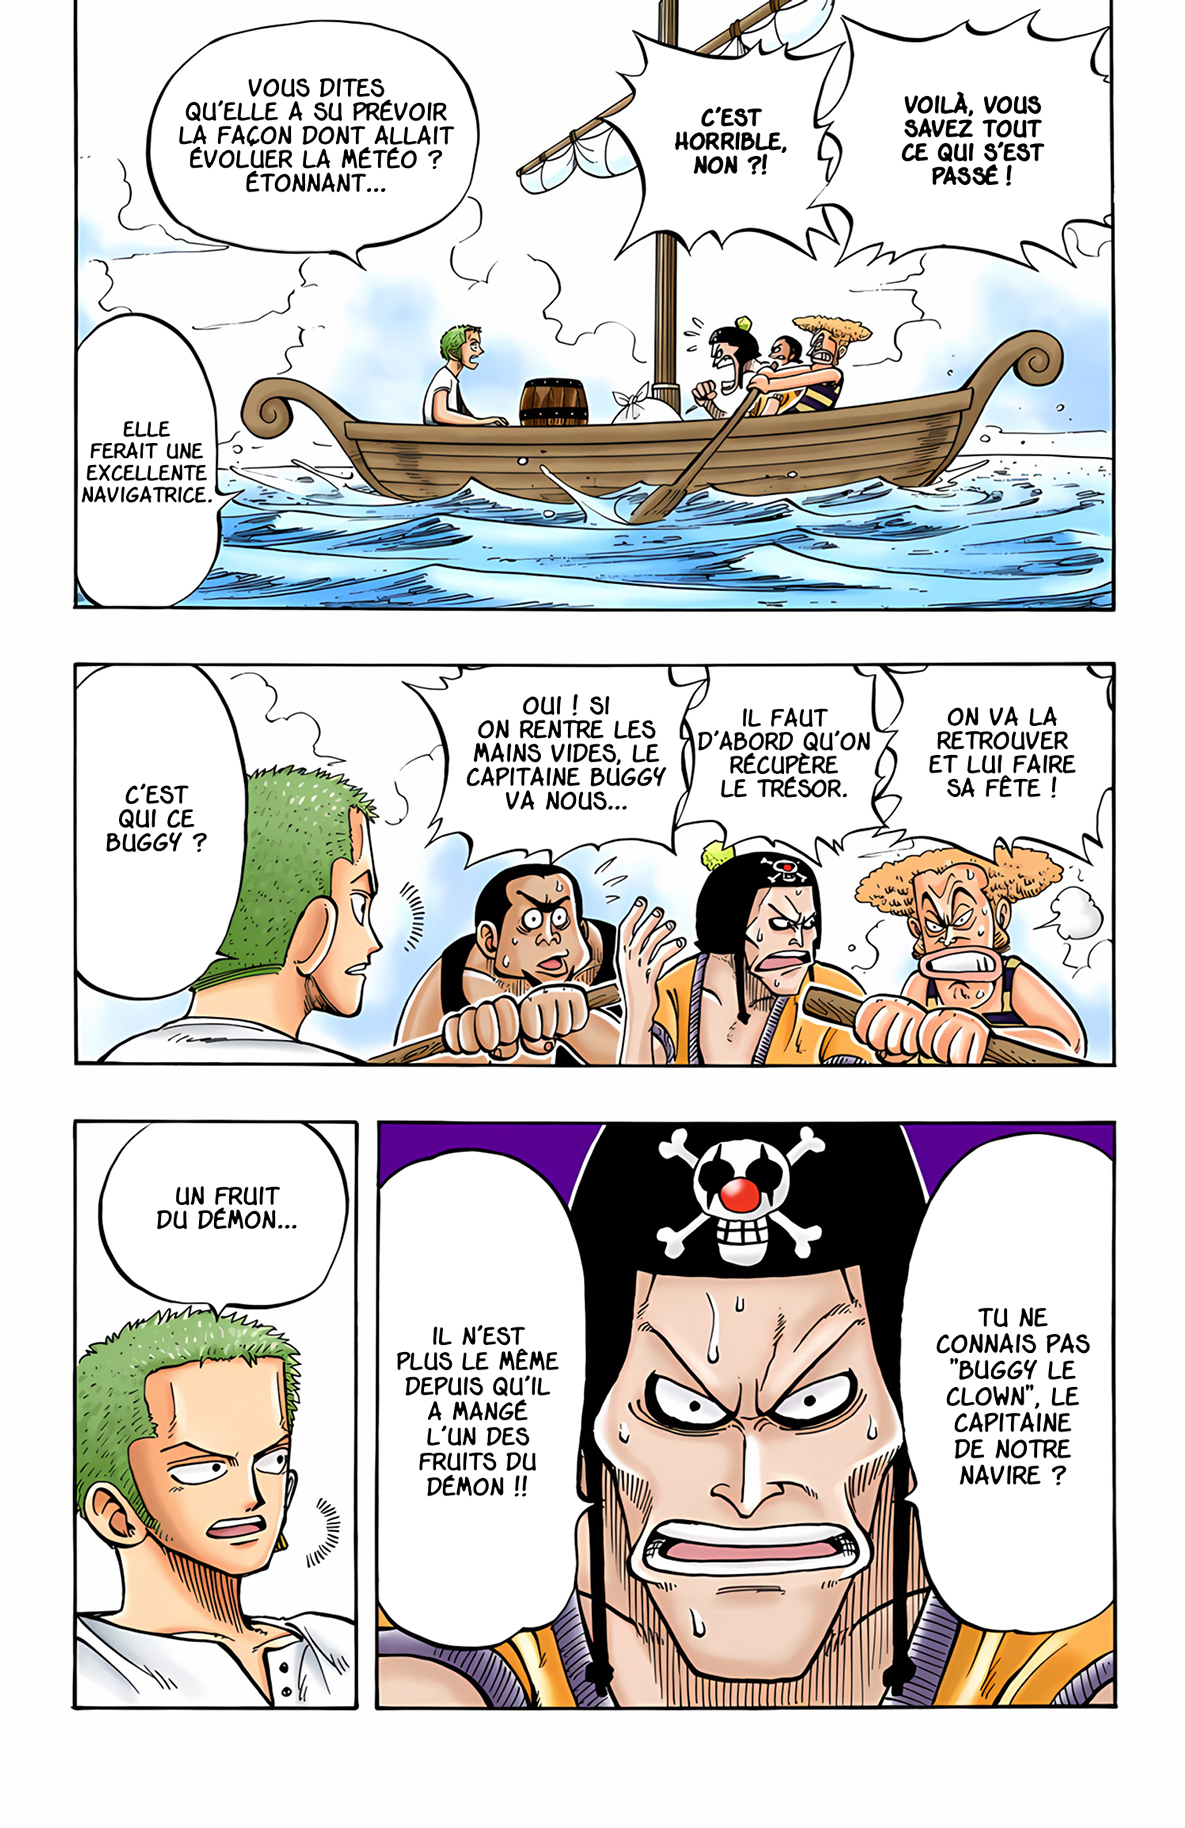 VOILÀ, VOUS
SAVEZ TOUT
CE QUI S'EST
PASSÉ !
C'EST
HORRIBLE,
NON ?!
VOUS DITES
QU'ELLE A SU PRÉVOIR
LA FAÇON DONT ALLAIT
ÉVOLUER LA MÉTÉO ?
ÉTONNANT...
ELLE
FERAIT UNE
EXCELLENTE
NAVIGATRICE.
ON VA LA
RETROUVER
ET LUI FAIRE
SA FÊTE !
IL FAUT
D'ABORD QU'ON
RÉCUPÈRE
LE TRÉSOR.
OUI ! SI
ON RENTRE LES
MAINS VIDES, LE
CAPITAINE BUGGY
VA NOUS...
C'EST
QUI CE
BUGGY ?
TU NE
CONNAIS PAS
"BUGGY LE
CLOWN", LE
CAPITAINE
DE NOTRE
NAVIRE ?
IL N'EST
PLUS LE MÊME
DEPUIS QU'IL
A MANGÉ
L'UN DES
FRUITS DU
DÉMON !!
UN FRUIT
DU DÉMON...